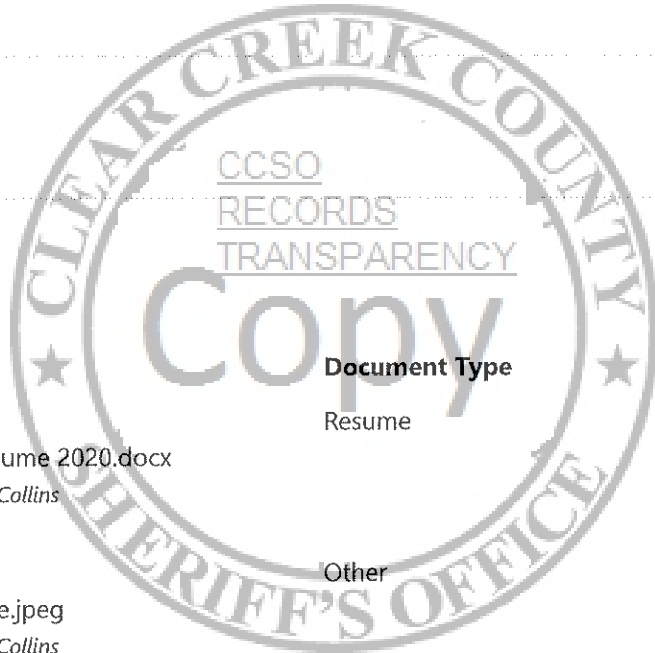 CLEAR CREEK COUNTY
CCSO
RECORDS
TRANSPARENCY
Copy
Document Type
Resume
ume 2020.docx
Collins
Other
e.jpeg
Collins
SHERIFF'S OFFICE